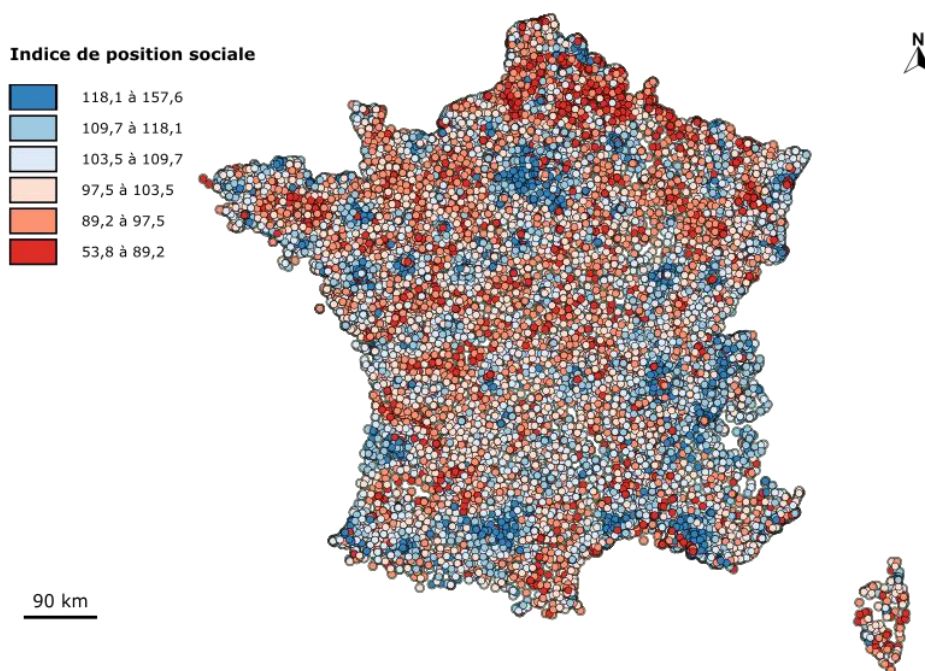 Indice de position sociale
118,1 à 157,6
109,7 à 118,1
103,5 à 109,7
97,5 à 103,5
89,2 à 97,5
53,8 à 89,2
N
90 km